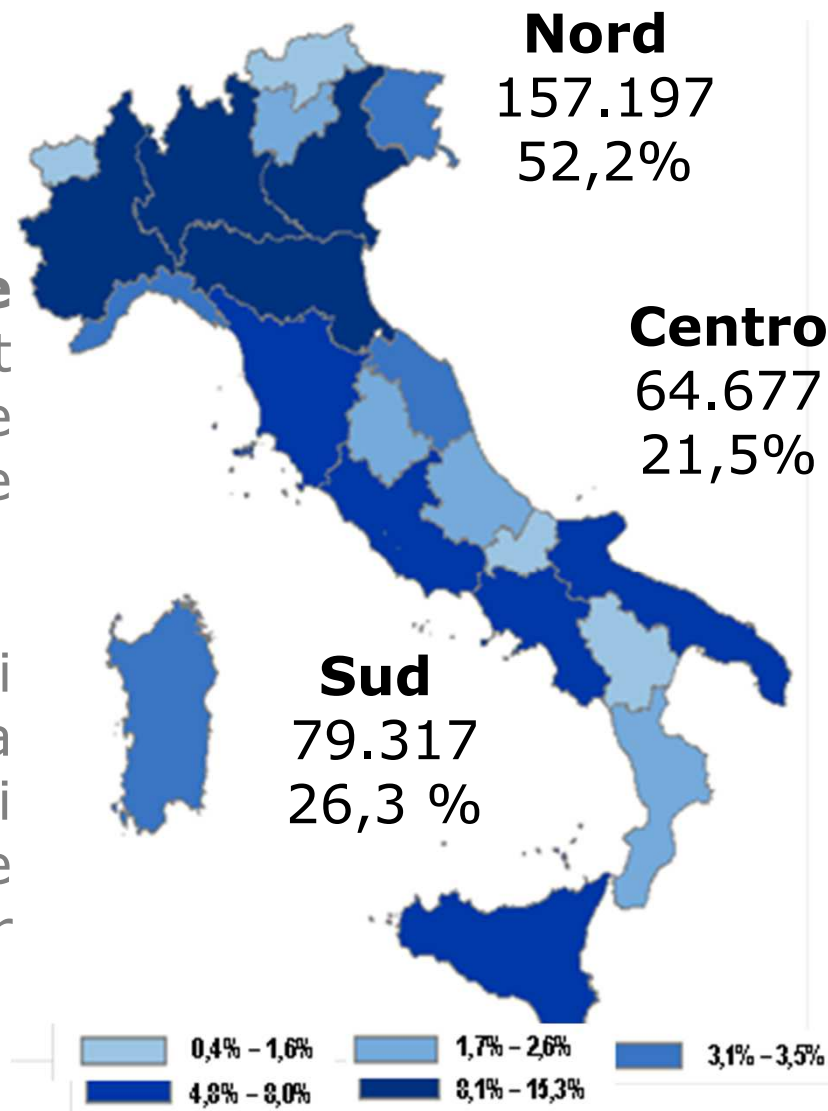 Nord
157.197
52,2%
Centro
64.677
21,5%
Sud
79.317
26,3 %
0,4% – 1,6%
1,7% – 2,6%
3,1% – 3,5%
4,8% – 8,0%
8,1% – 15,3%